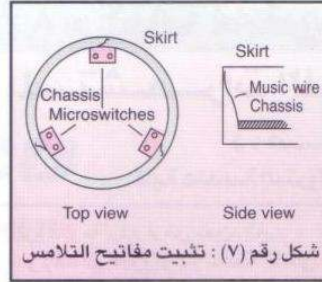 Skirt
Chassis
Microswitches
Top view
Skirt
Music wire
Chassis
Side view
شكل رقم (٧) : تثبيت مفاتيح التلامس